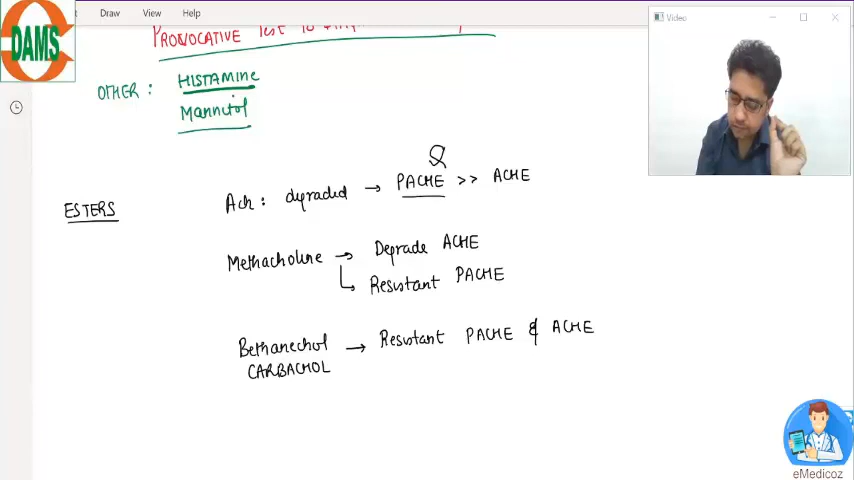 Draw View Help
Video
DAMS
PROVOCATIVE Test to
OTHER : HISTAMINE
Mannitol
ESTERS
Ach : degraded → PACHE >> ACHE
Methacholine → Degrade ACHE
Resistant PACHE
Bethanechol → Resistant PACHE & ACHE
CARBACHOL
eMedicoz